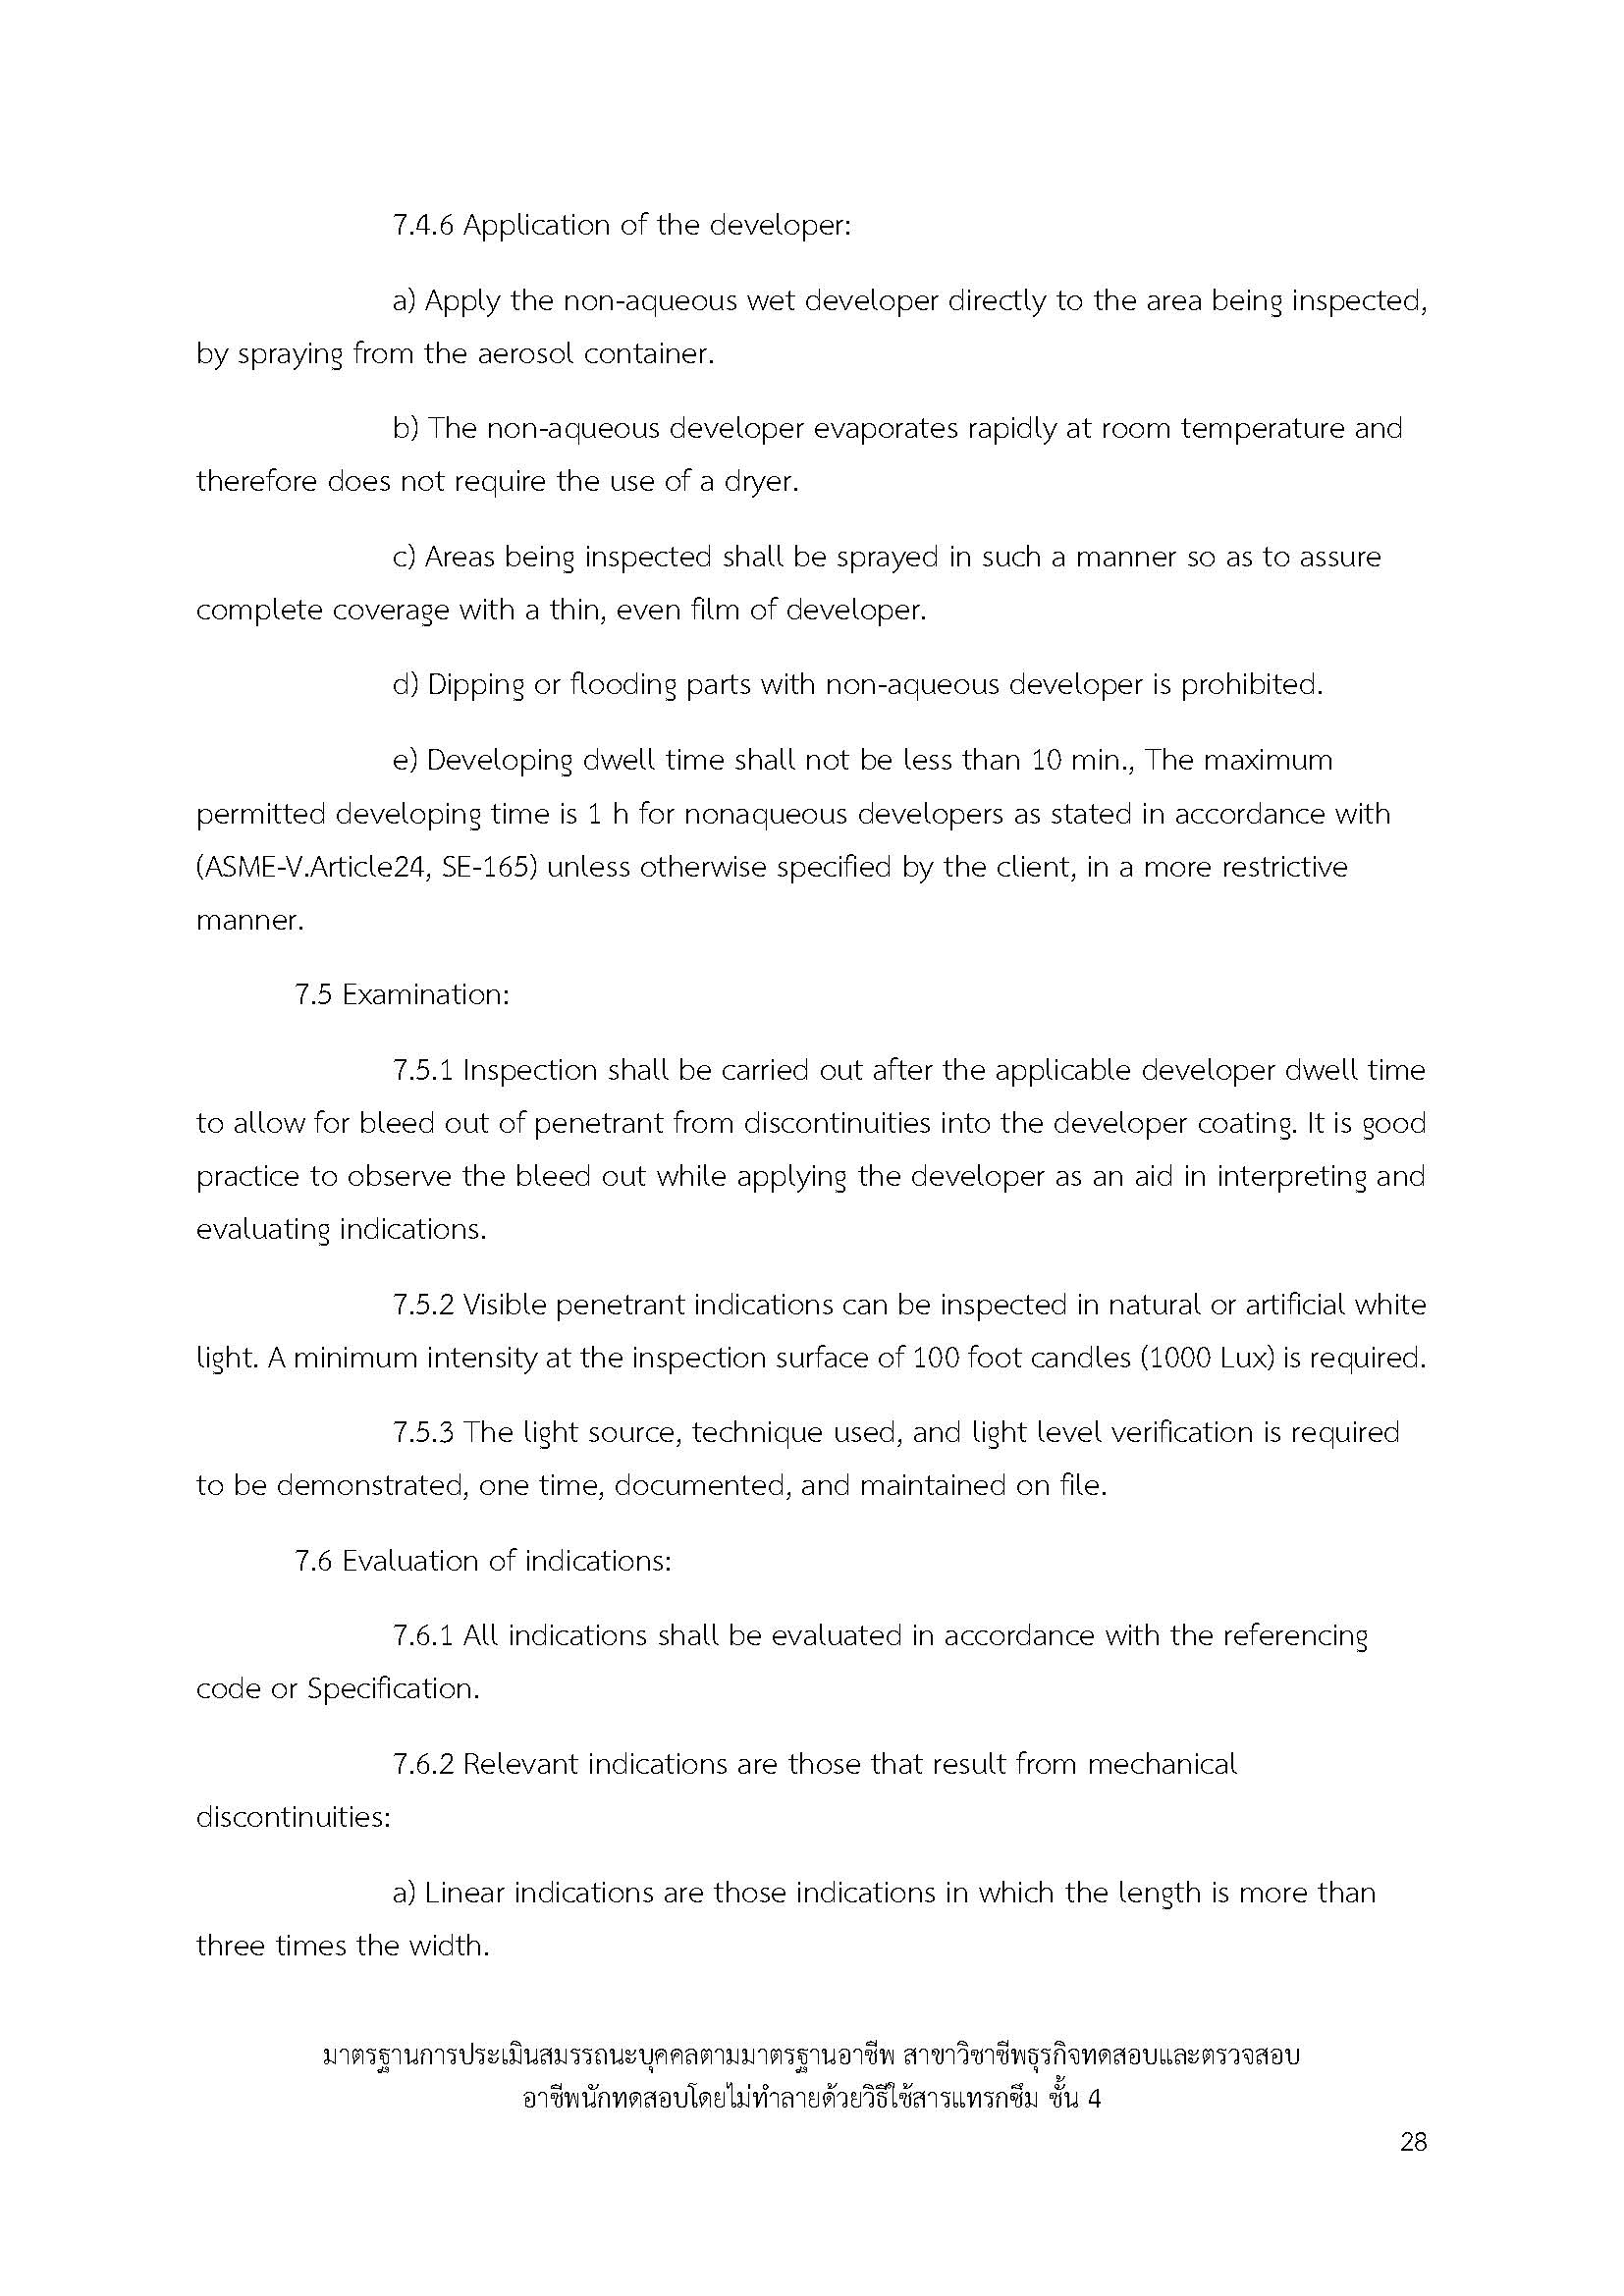 7.4.6 Application of the developer:
a) Apply the non-aqueous wet developer directly to the area being inspected,
by spraying from the aerosol container.
b) The non-aqueous developer evaporates rapidly at room temperature and
therefore does not require the use of a dryer.
c) Areas being inspected shall be sprayed in such a manner so as to assure
complete coverage with a thin, even film of developer.
d) Dipping or flooding parts with non-aqueous developer is prohibited.
e) Developing dwell time shall not be less than 10 min., The maximum
permitted developing time is 1 h for nonaqueous developers as stated in accordance with
(ASME-V.Article24, SE-165) unless otherwise specified by the client, in a more restrictive
manner.
7.5 Examination:
7.5.1 Inspection shall be carried out after the applicable developer dwell time
to allow for bleed out of penetrant from discontinuities into the developer coating. It is good
practice to observe the bleed out while applying the developer as an aid in interpreting and
evaluating indications.
7.5.2 Visible penetrant indications can be inspected in natural or artificial white
light. A minimum intensity at the inspection surface of 100 foot candles (1000 Lux) is required.
7.5.3 The light source, technique used, and light level verification is required
to be demonstrated, one time, documented, and maintained on file.
7.6 Evaluation of indications:
7.6.1 All indications shall be evaluated in accordance with the referencing
code or Specification.
7.6.2 Relevant indications are those that result from mechanical
discontinuities:
a) Linear indications are those indications in which the length is more than
three times the width.
มาตรฐานการประเมินสมรรถนะบุคคลตามมาตรฐานอาชีพ สาขาวิชาชีพธุรกิจทดสอบและตรวจสอบ
อาชีพนักทดสอบโดยไม่ทำลายด้วยวิธีใช้สารแทรกซึม ชั้น 4
28